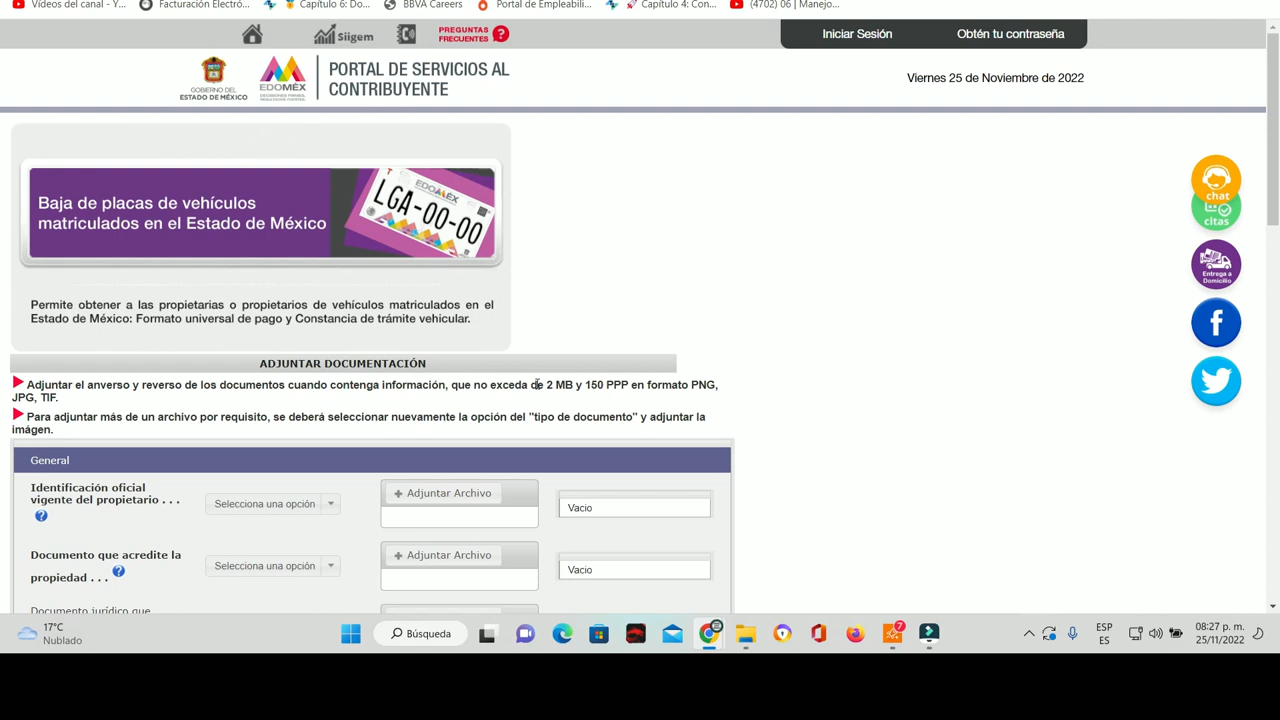 Vídeos del canal - Y...
Facturación Electró...
Capítulo 6: Do...
BBVA Careers
Portal de Empleabili...
Capítulo 4: Con...
(4702) 06 | Manejo...
Siigem
PREGUNTAS
FRECUENTES
?
Iniciar Sesión
Obtén tu contraseña
GOBIERNO DEL
ESTADO DE MÉXICO
EDOMÉX
DECISIONES FIRMES, RESULTADOS FUERTES.
PORTAL DE SERVICIOS AL
CONTRIBUYENTE
Viernes 25 de Noviembre de 2022
Baja de placas de vehículos
matriculados en el Estado de México
EDOMÉX
LGA-00-00
chat
citas
Entrega a
Domicilio
Permite obtener a las propietarias o propietarios de vehículos matriculados en el
Estado de México: Formato universal de pago y Constancia de trámite vehicular.
ADJUNTAR DOCUMENTACIÓN
Adjuntar el anverso y reverso de los documentos cuando contenga información, que no exceda de 2 MB y 150 PPP en formato PNG,
JPG, TIF.
Para adjuntar más de un archivo por requisito, se deberá seleccionar nuevamente la opción del "tipo de documento" y adjuntar la
imágen.
General
Identificación oficial
vigente del propietario . . .
?
Selecciona una opción
+ Adjuntar Archivo
Vacio
Documento que acredite la
propiedad . . . ?
Selecciona una opción
+ Adjuntar Archivo
Vacio
Documento jurídico que
17°C
Nublado
Búsqueda
7
ESP
ES
08:27 p. m.
25/11/2022